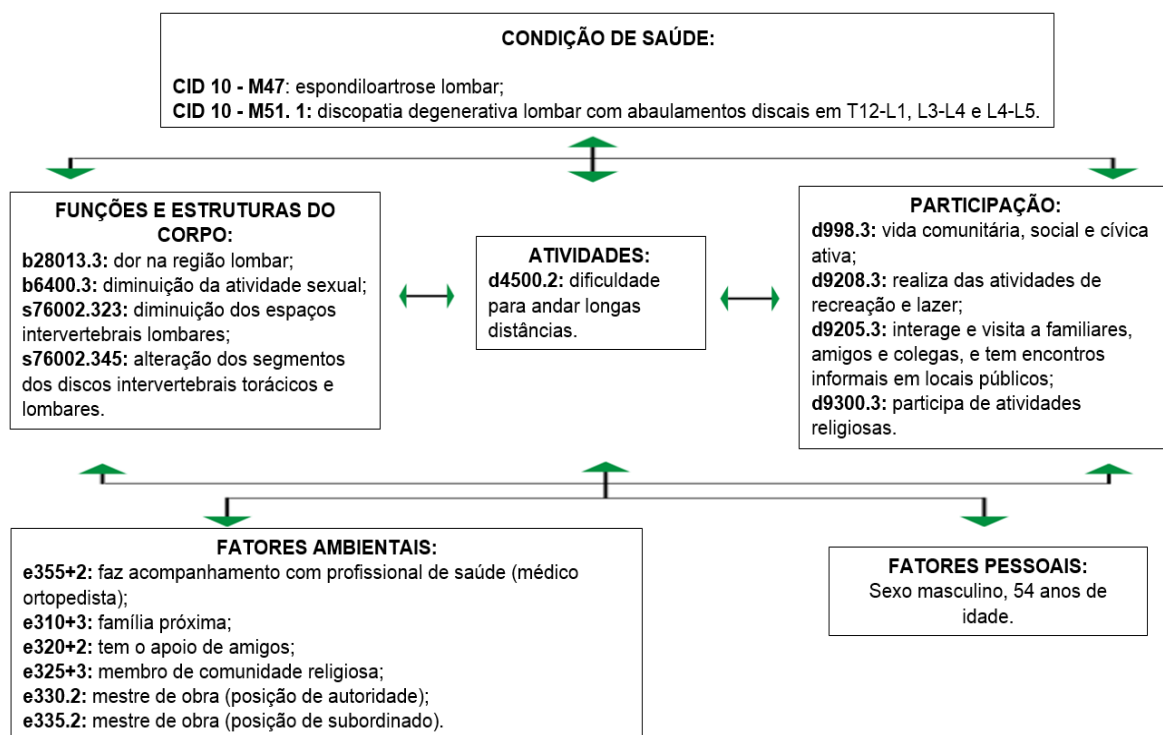 CONDIÇÃO DE SAÚDE:
CID 10 - M47: espondiloartrose lombar;
CID 10 - M51. 1: discopatia degenerativa lombar com abaulamentos discais em T12-L1, L3-L4 e L4-L5.
FUNÇÕES E ESTRUTURAS DO
CORPO:
b28013.3: dor na região lombar;
b6400.3: diminuição da atividade sexual;
s76002.323: diminuição dos espaços
intervertebrais lombares;
s76002.345: alteração dos segmentos
dos discos intervertebrais torácicos e
lombares.
ATIVIDADES:
d4500.2: dificuldade
para andar longas
distâncias.
PARTICIPAÇÃO:
d998.3: vida comunitária, social e cívica
ativa;
d9208.3: realiza das atividades de
recreação e lazer;
d9205.3: interage e visita a familiares,
amigos e colegas, e tem encontros
informais em locais públicos;
d9300.3: participa de atividades
religiosas.
FATORES AMBIENTAIS:
e355+2: faz acompanhamento com profissional de saúde (médico
ortopedista);
e310+3: família próxima;
e320+2: tem o apoio de amigos;
e325+3: membro de comunidade religiosa;
e330.2: mestre de obra (posição de autoridade);
e335.2: mestre de obra (posição de subordinado).
FATORES PESSOAIS:
Sexo masculino, 54 anos de
idade.